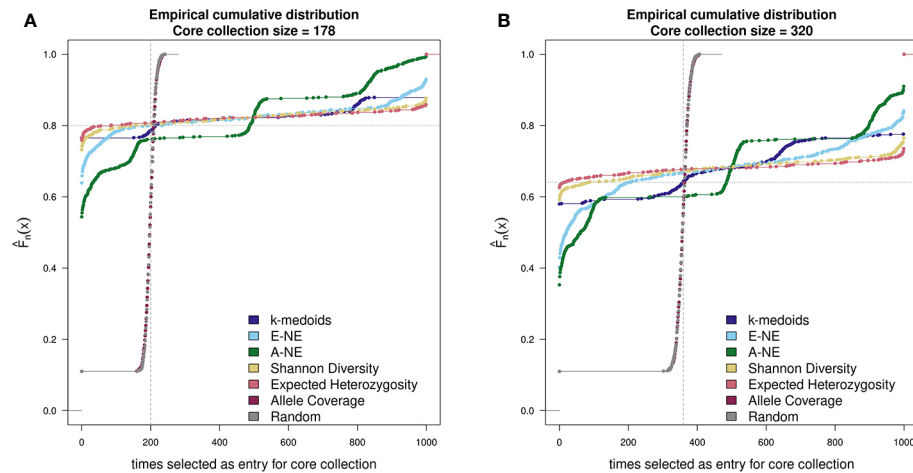 A
Empirical cumulative distribution
Core collection size = 178
F̂n(x)
1.0
0.8
0.6
0.4
0.2
0.0
k-medoids
E-NE
A-NE
Shannon Diversity
Expected Heterozygosity
Allele Coverage
Random
0 200 400 600 800 1000
times selected as entry for core collection
B
Empirical cumulative distribution
Core collection size = 320
F̂n(x)
1.0
0.8
0.6
0.4
0.2
0.0
k-medoids
E-NE
A-NE
Shannon Diversity
Expected Heterozygosity
Allele Coverage
Random
0 200 400 600 800 1000
times selected as entry for core collection